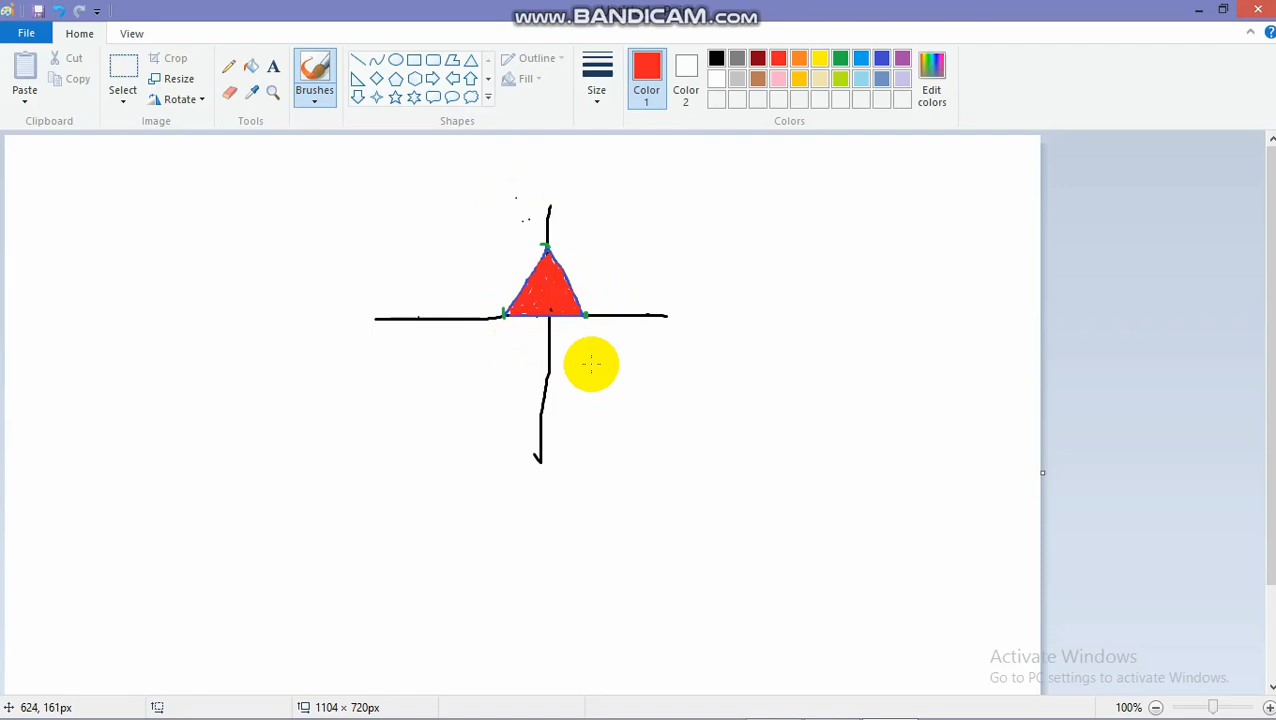 www.BANDICAM.com
File
Home
View
Paste
Cut
Copy
Clipboard
Select
Crop
Resize
Rotate
Image
A
Tools
Brushes
Outline
Fill
Shapes
Size
Color 1
Color 2
Edit colors
Colors
Activate Windows
Go to PC settings to activate Windows.
624, 161px
1104 × 720px
100%